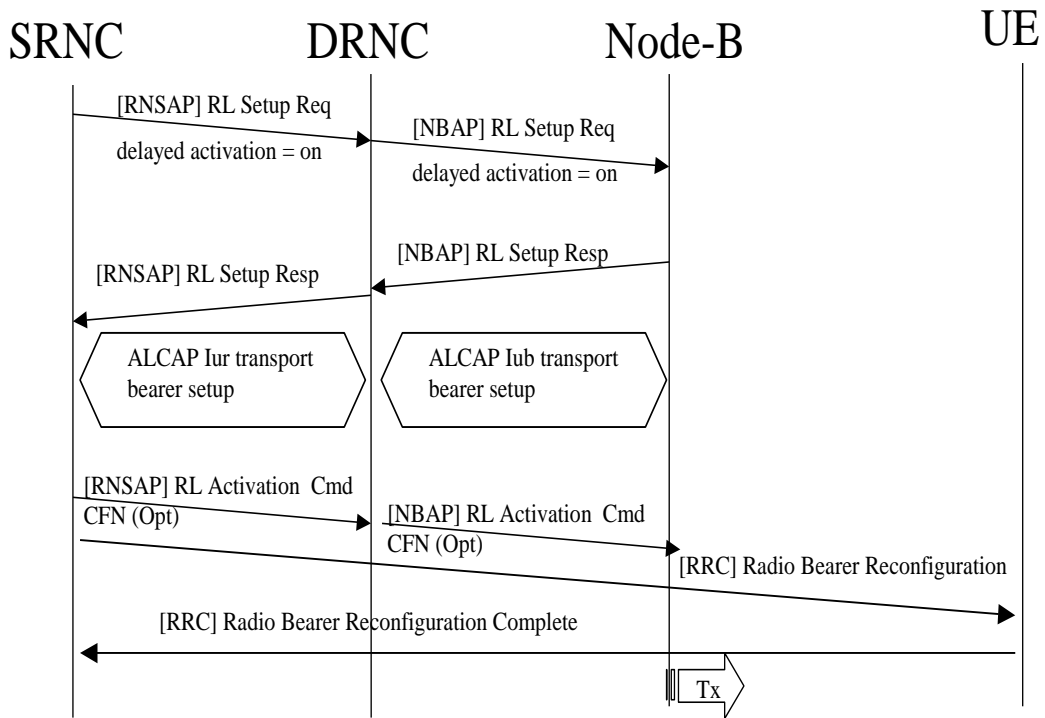 SRNC DRNC Node-B UE
[RNSAP] RL Setup Req
[NBAP] RL Setup Req
delayed activation = on
delayed activation = on
[NBAP] RL Setup Resp
[RNSAP] RL Setup Resp
ALCAP Iur transport
bearer setup
ALCAP Iub transport
bearer setup
[RNSAP] RL Activation Cmd
CFN (Opt)
[NBAP] RL Activation Cmd
CFN (Opt)
[RRC] Radio Bearer Reconfiguration
[RRC] Radio Bearer Reconfiguration Complete
Tx